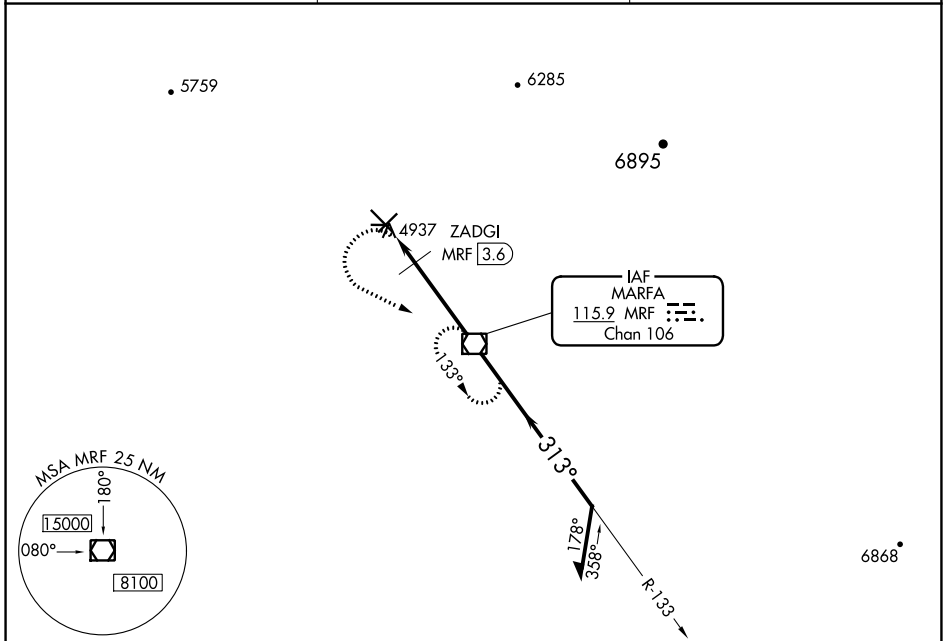 5759
6285
6895
4937 ZADGI
MRF 3.6
IAF
MARFA
115.9 MRF
Chan 106
133°
313°
MSA MRF 25 NM
180°
15000
080°
8100
178°
358°
R-133
6868